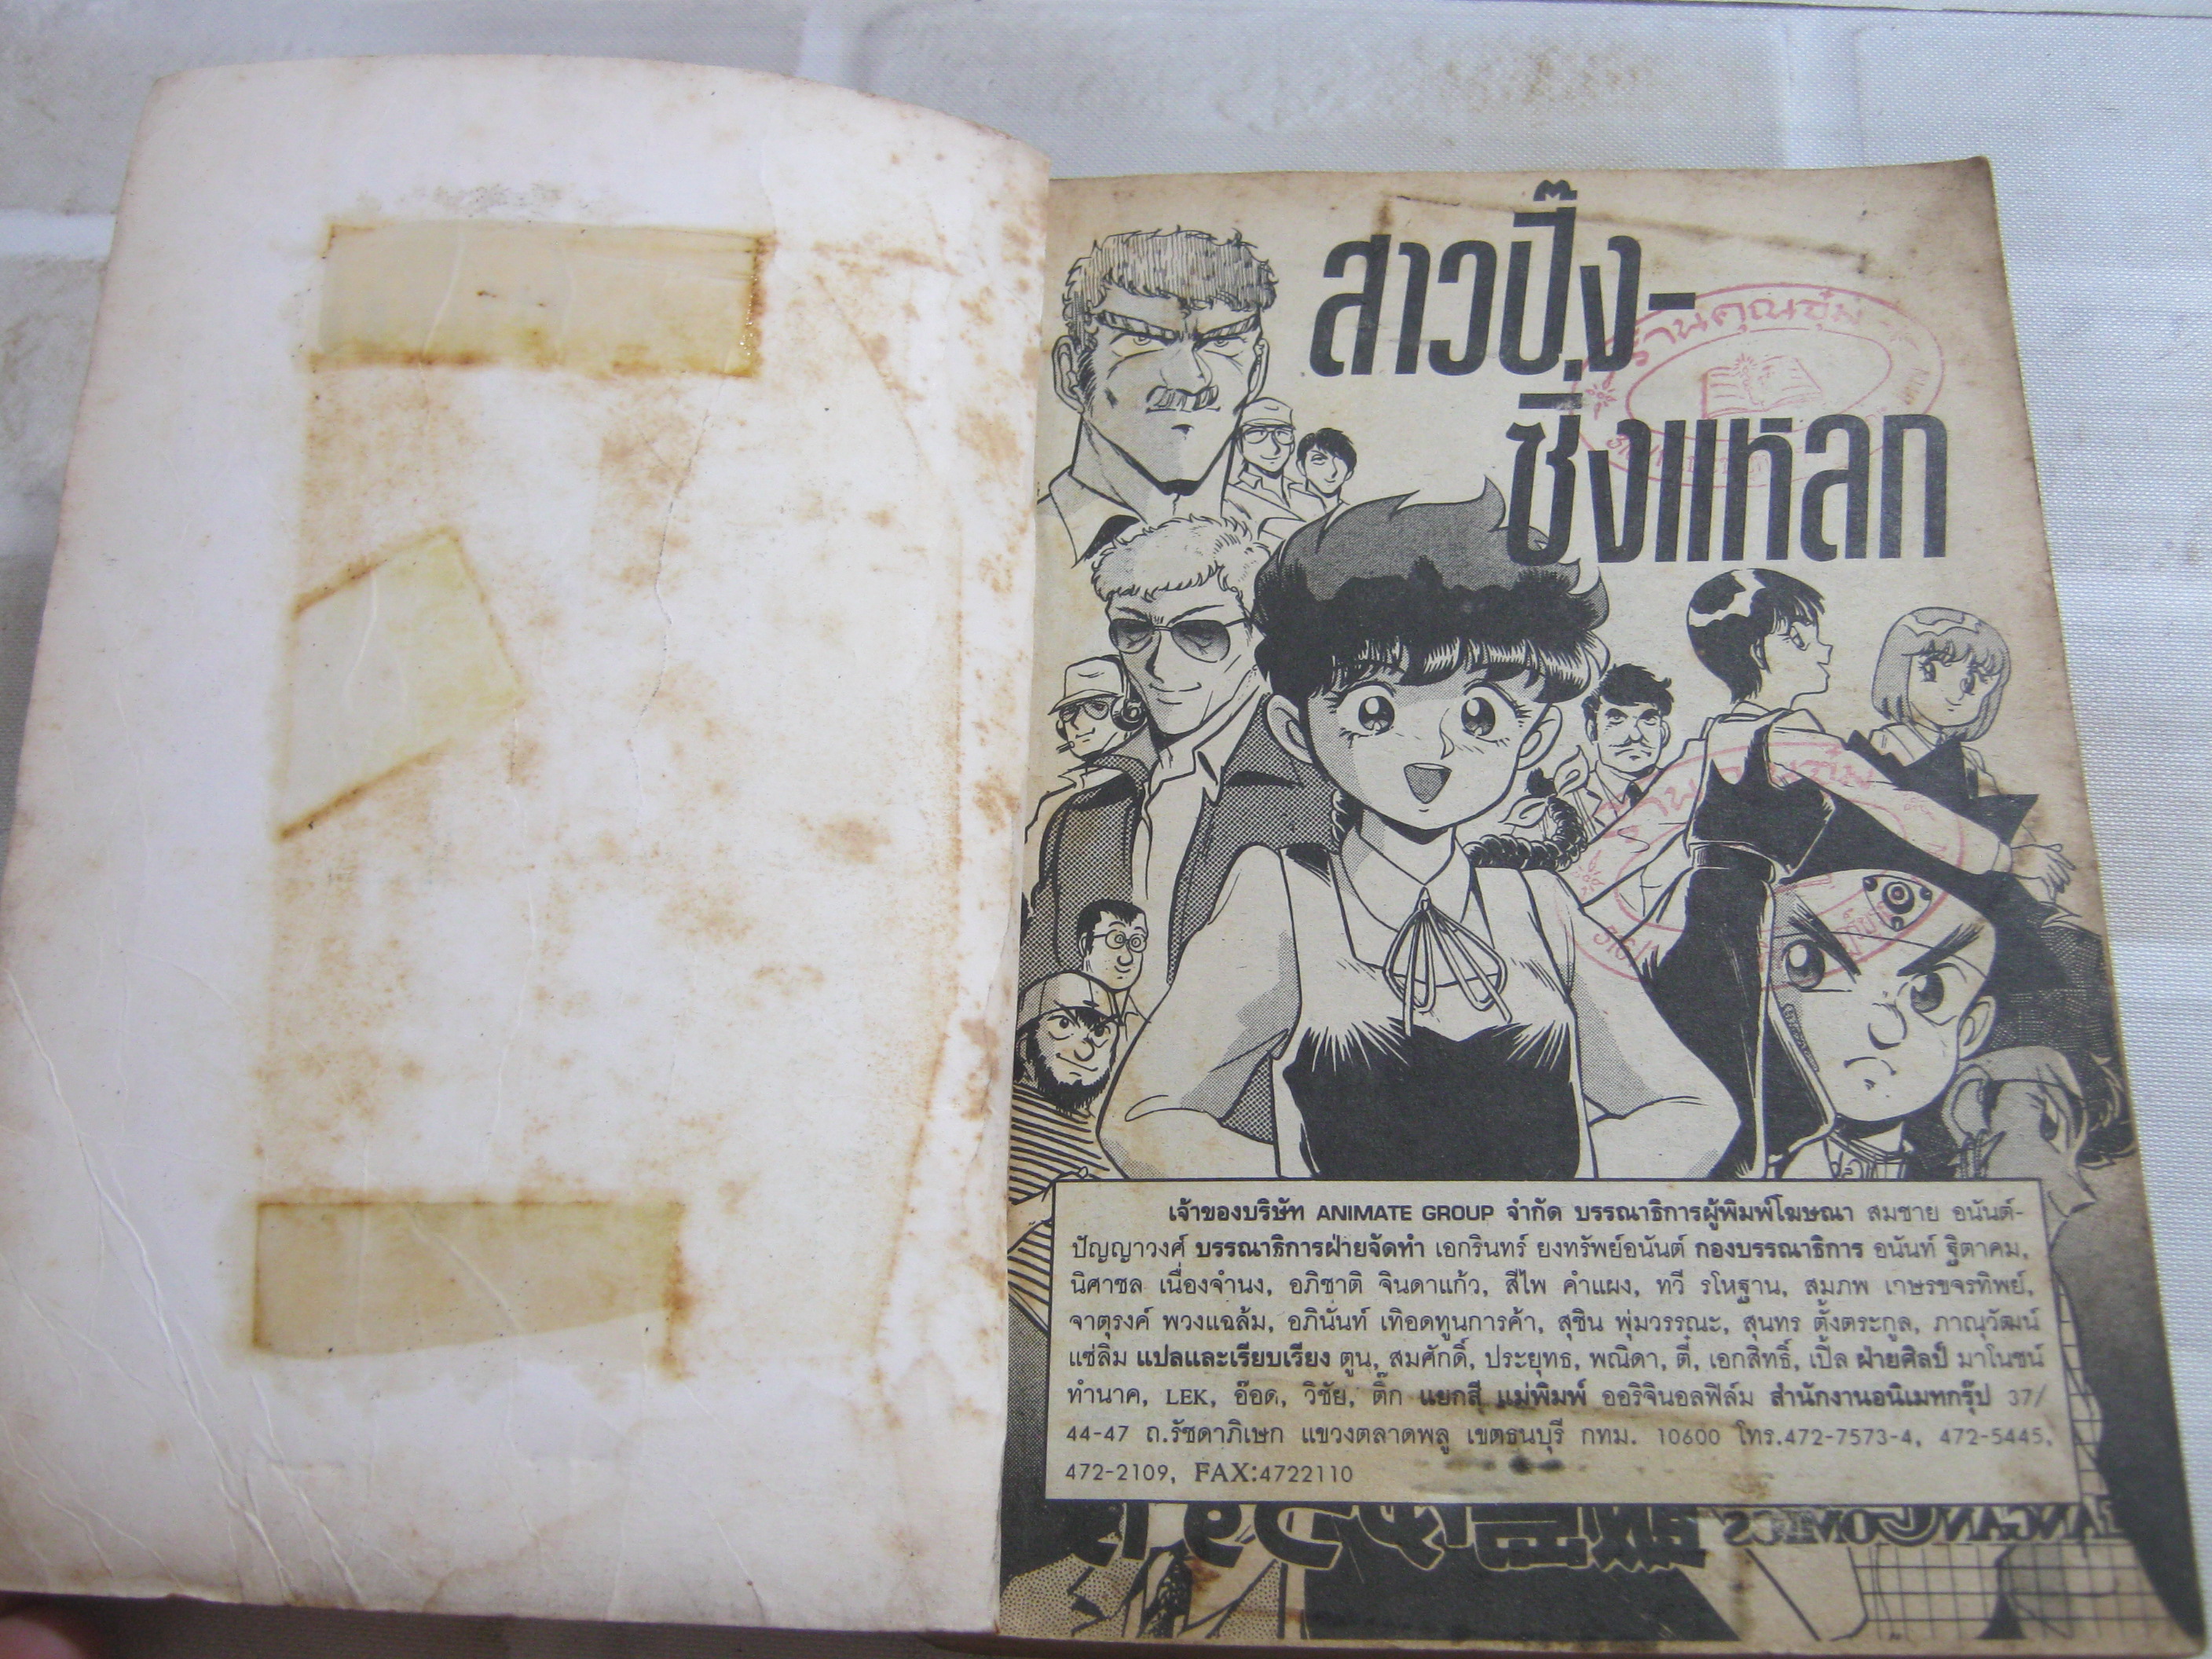 สาวปิ๊ง-
ซิ่งแหลก
ร้านคุณขุ้ม
เจ้าของบริษัท ANIMATE GROUP จำกัด บรรณาธิการผู้พิมพ์โฆษณา สมชาย อนันต์-
ปัญญาวงศ์ บรรณาธิการฝ่ายจัดทำ เอกรินทร์ ยงทรัพย์อนันต์ กองบรรณาธิการ อนันท์ ฐิตาคม,
นิศาชล เนื่องจำนง, อภิชาติ จินดาแก้ว, สีไพ คำแผง, ทวี รโหฐาน, สมภพ เกษรขจรทิพย์,
จาตุรงค์ พวงแฉล้ม, อภินันท์ เทิอดทูนการค้า, สุชิน พุ่มวรรณะ, สุนทร ตั้งตระกูล, ภาณุวัฒน์
แซ่ลิ้ม แปลและเรียบเรียง ตูน, สมศักดิ์, ประยุทธ, พณิดา, ตี๋, เอกสิทธิ์, เปิ้ล ฝ่ายศิลป์ มาโนชน์
ทำนาค, LEK, อ๊อด, วิชัย, ติ๊ก แยกสี แม่พิมพ์ ออริจินอลฟิล์ม สำนักงานอนิเมทกรุ๊ป 37/
44-47 ถ.รัชดาภิเษก แขวงตลาดพลู เขตธนบุรี กทม. 10600 โทร.472-7573-4, 472-5445,
472-2109, FAX:4722110